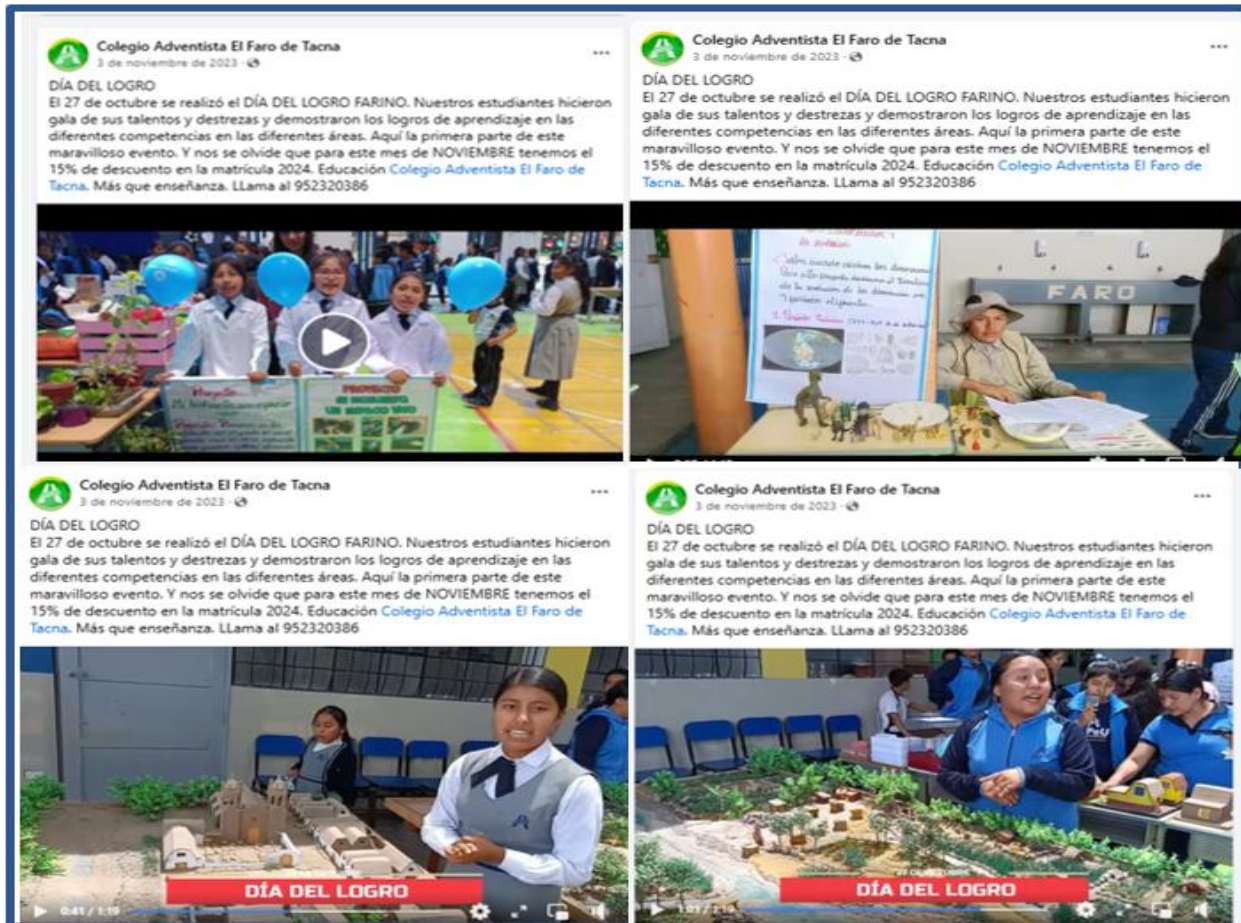 Colegio Adventista El Faro de Tacna
3 de noviembre de 2023 ·
DÍA DEL LOGRO
El 27 de octubre se realizó el DÍA DEL LOGRO FARINO. Nuestros estudiantes hicieron
gala de sus talentos y destrezas y demostraron los logros de aprendizaje en las
diferentes competencias en las diferentes áreas. Aquí la primera parte de este
maravilloso evento. Y nos se olvide que para este mes de NOVIEMBRE tenemos el
15% de descuento en la matrícula 2024. Educación Colegio Adventista El Faro de
Tacna. Más que enseñanza. LLama al 952320386
Proyecto
PROYECTO
MI BIOHUERTO
UN ESPACIO VIVO
Colegio Adventista El Faro de Tacna
3 de noviembre de 2023 ·
DÍA DEL LOGRO
El 27 de octubre se realizó el DÍA DEL LOGRO FARINO. Nuestros estudiantes hicieron
gala de sus talentos y destrezas y demostraron los logros de aprendizaje en las
diferentes competencias en las diferentes áreas. Aquí la primera parte de este
maravilloso evento. Y nos se olvide que para este mes de NOVIEMBRE tenemos el
15% de descuento en la matrícula 2024. Educación Colegio Adventista El Faro de
Tacna. Más que enseñanza. LLama al 952320386
FARO
Colegio Adventista El Faro de Tacna
3 de noviembre de 2023 ·
DÍA DEL LOGRO
El 27 de octubre se realizó el DÍA DEL LOGRO FARINO. Nuestros estudiantes hicieron
gala de sus talentos y destrezas y demostraron los logros de aprendizaje en las
diferentes competencias en las diferentes áreas. Aquí la primera parte de este
maravilloso evento. Y nos se olvide que para este mes de NOVIEMBRE tenemos el
15% de descuento en la matrícula 2024. Educación Colegio Adventista El Faro de
Tacna. Más que enseñanza. LLama al 952320386
DÍA DEL LOGRO
0:41 / 1:19
Colegio Adventista El Faro de Tacna
3 de noviembre de 2023 ·
DÍA DEL LOGRO
El 27 de octubre se realizó el DÍA DEL LOGRO FARINO. Nuestros estudiantes hicieron
gala de sus talentos y destrezas y demostraron los logros de aprendizaje en las
diferentes competencias en las diferentes áreas. Aquí la primera parte de este
maravilloso evento. Y nos se olvide que para este mes de NOVIEMBRE tenemos el
15% de descuento en la matrícula 2024. Educación Colegio Adventista El Faro de
Tacna. Más que enseñanza. LLama al 952320386
DÍA DEL LOGRO
1:03 / 1:19